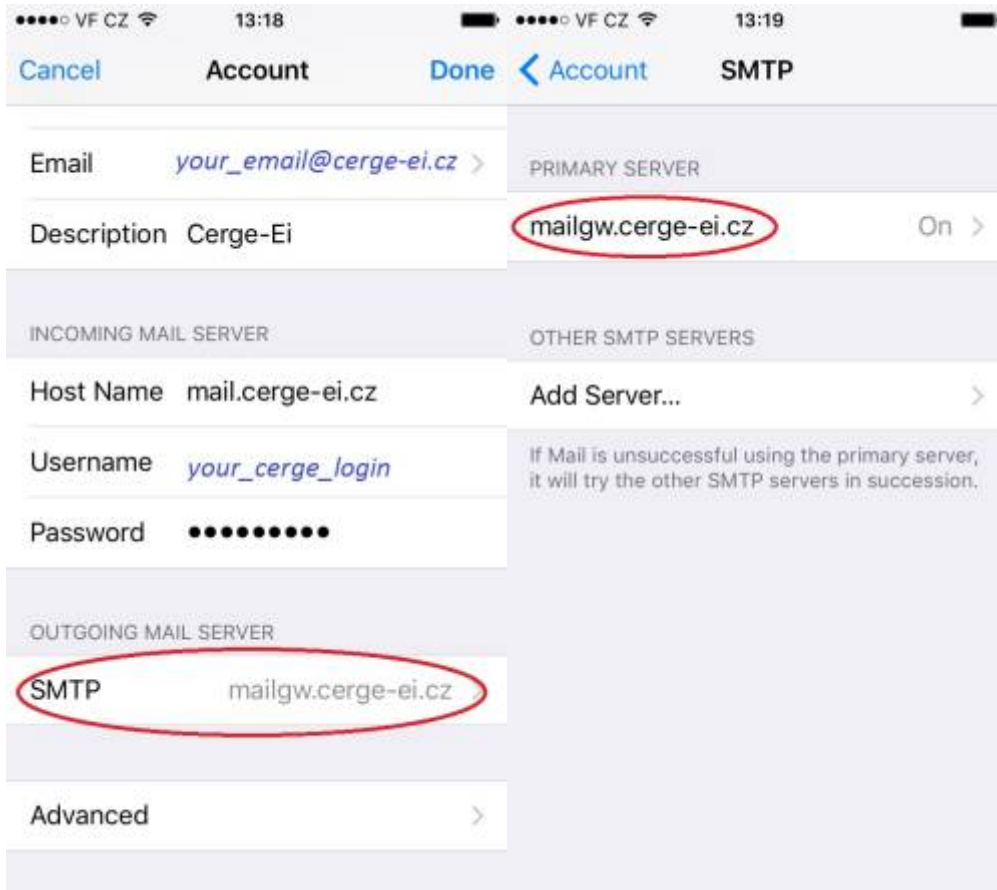 VF CZ 13:18
Cancel Account Done
Email your_email@cerge-ei.cz
Description Cerge-Ei
INCOMING MAIL SERVER
Host Name mail.cerge-ei.cz
Username your_cerge_login
Password •••••••••
OUTGOING MAIL SERVER
SMTP mailgw.cerge-ei.cz
Advanced
VF CZ 13:19
Account SMTP
PRIMARY SERVER
mailgw.cerge-ei.cz On
OTHER SMTP SERVERS
Add Server...
If Mail is unsuccessful using the primary server,
it will try the other SMTP servers in succession.